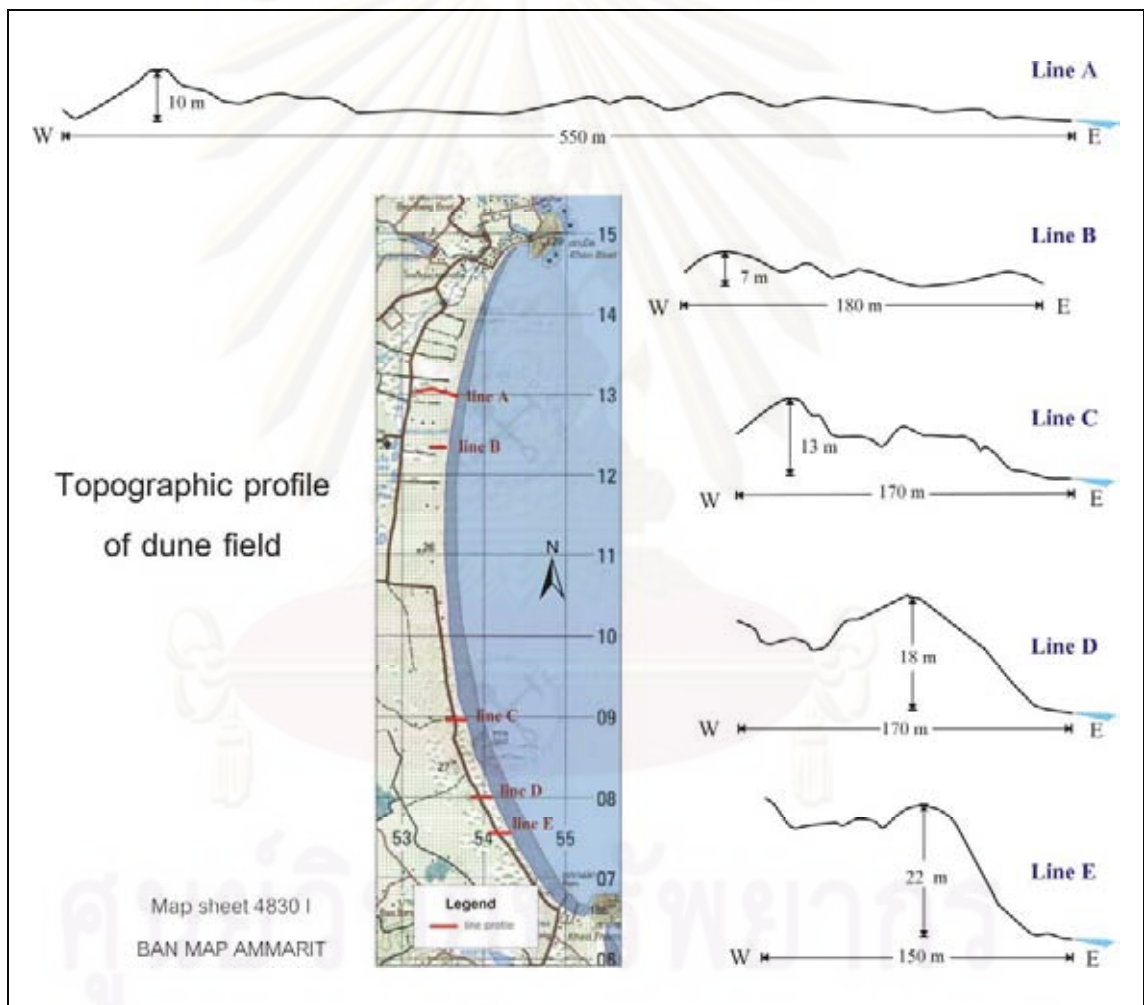 Line A
10 m
W
550 m
E
Line B
7 m
W
180 m
E
Line C
13 m
W
170 m
E
Line D
18 m
W
170 m
E
Line E
22 m
W
150 m
E
Topographic profile
of dune field
15
14
13
12
11
10
09
08
07
06
53
54
55
line A
line B
line C
line D
line E
N
27
Legend
line profile
Map sheet 4830 I
BAN MAP AMMARIT